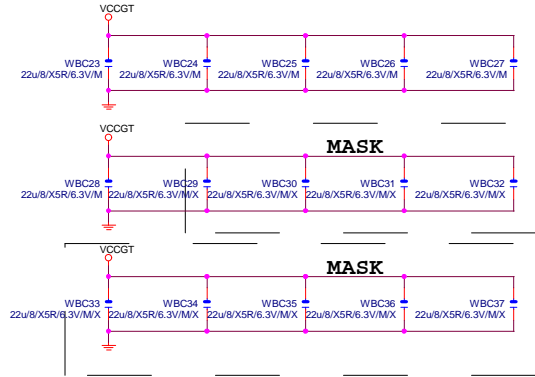 VCCGT
WBC23 WBC24 WBC25 WBC26 WBC27
22u/8/X5R/6.3V/M 22u/8/X5R/6.3V/M 22u/8/X5R/6.3V/M 22u/8/X5R/6.3V/M 22u/8/X5R/6.3V/M
VCCGT
MASK
WBC28 WBC29 WBC30 WBC31 WBC32
22u/8/X5R/6.3V/M 22u/8/X5R/6.3V/M/X 22u/8/X5R/6.3V/M/X 22u/8/X5R/6.3V/M/X 22u/8/X5R/6.3V/M/X
VCCGT
MASK
WBC33 WBC34 WBC35 WBC36 WBC37
22u/8/X5R/6.3V/M/X 22u/8/X5R/6.3V/M/X 22u/8/X5R/6.3V/M/X 22u/8/X5R/6.3V/M/X 22u/8/X5R/6.3V/M/X